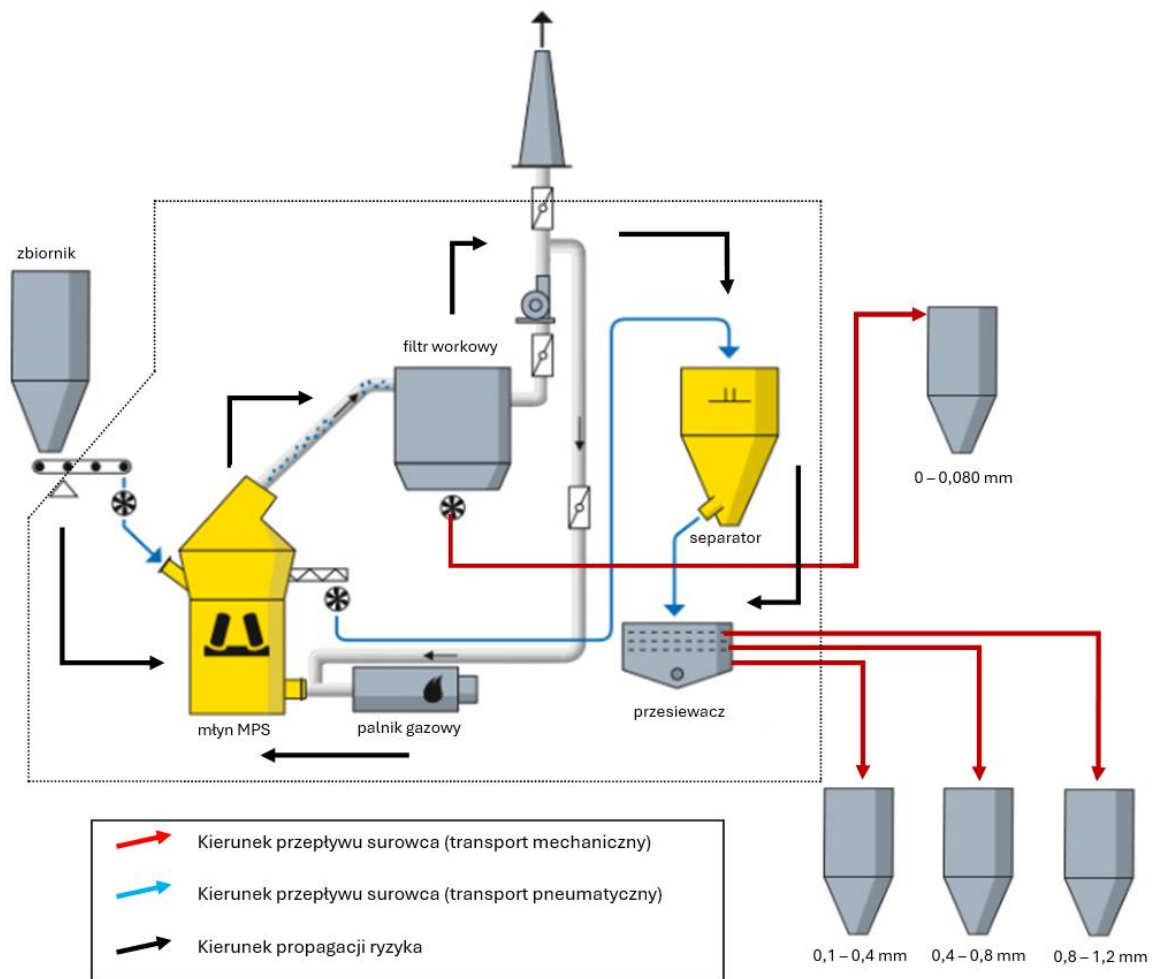 zbiornik
filtr workowy
0 – 0,080 mm
separator
młyn MPS
palnik gazowy
przesiewacz
Kierunek przepływu surowca (transport mechaniczny)
Kierunek przepływu surowca (transport pneumatyczny)
Kierunek propagacji ryzyka
0,1 – 0,4 mm
0,4 – 0,8 mm
0,8 – 1,2 mm